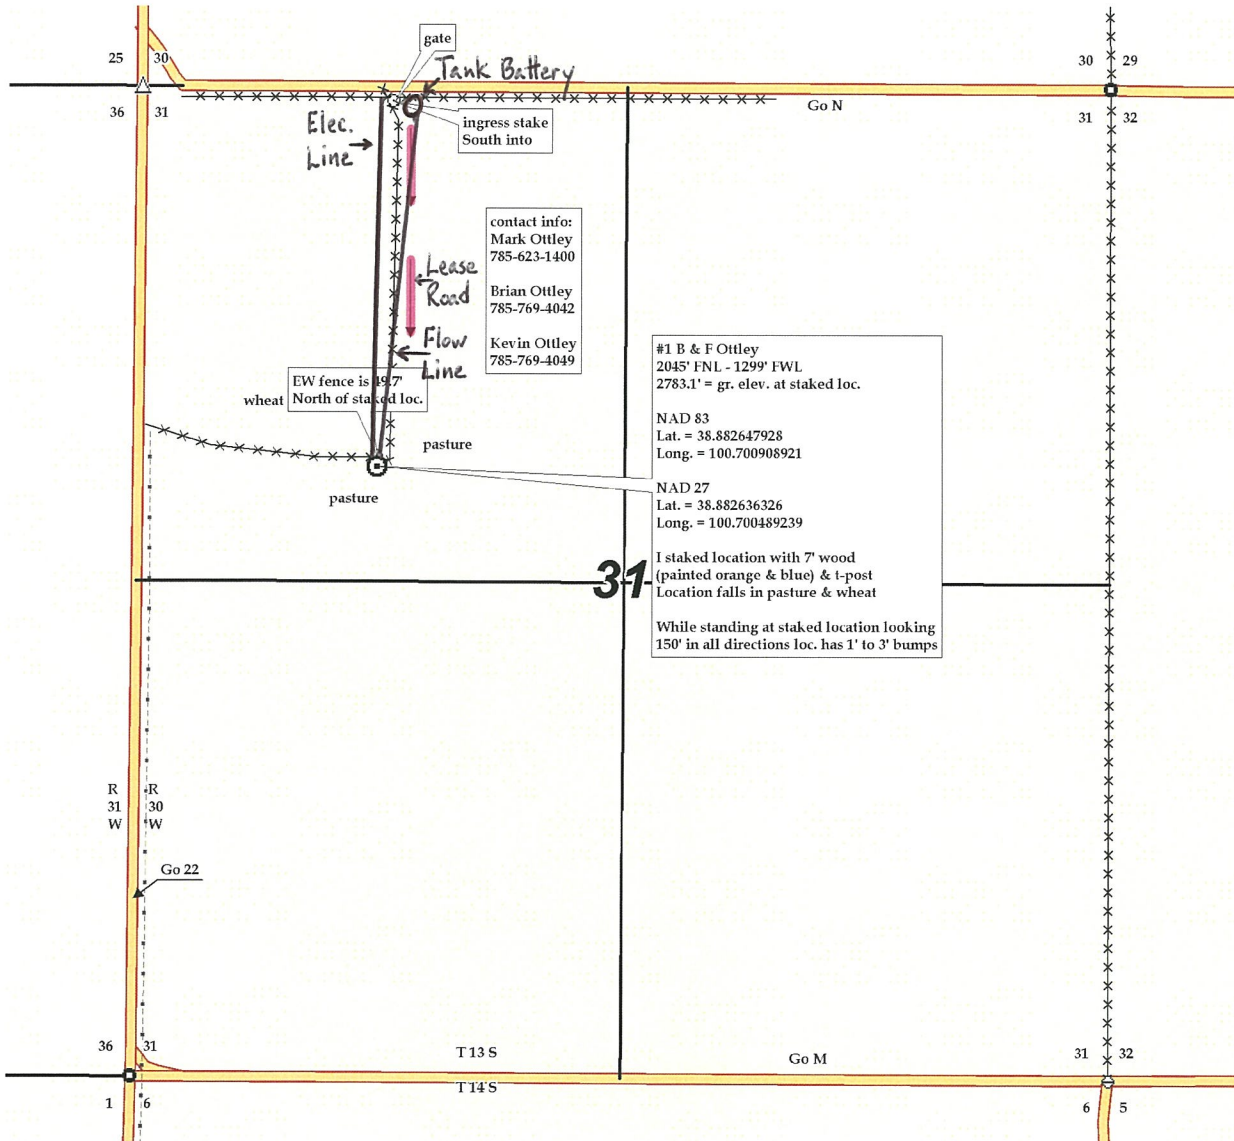 25 30
30 29
36 31
31 32
gate
Tank Battery
Go N
ingress stake
South into
Elec.
Line
contact info:
Mark Ottley
785-623-1400
Brian Ottley
785-769-4042
Kevin Ottley
785-769-4049
Lease
Road
Flow
Line
EW fence is 49.7'
North of staked loc.
wheat
pasture
pasture
#1 B & F Ottley
2045' FNL - 1299' FWL
2783.1' = gr. elev. at staked loc.
NAD 83
Lat. = 38.882647928
Long. = 100.700908921
NAD 27
Lat. = 38.882636326
Long. = 100.700489239
I staked location with 7' wood
(painted orange & blue) & t-post
Location falls in pasture & wheat
While standing at staked location looking
150' in all directions loc. has 1' to 3' bumps
31
R R
31 30
W W
Go 22
36 31
T 13 S
Go M
31 32
T 14 S
1 6
6 5